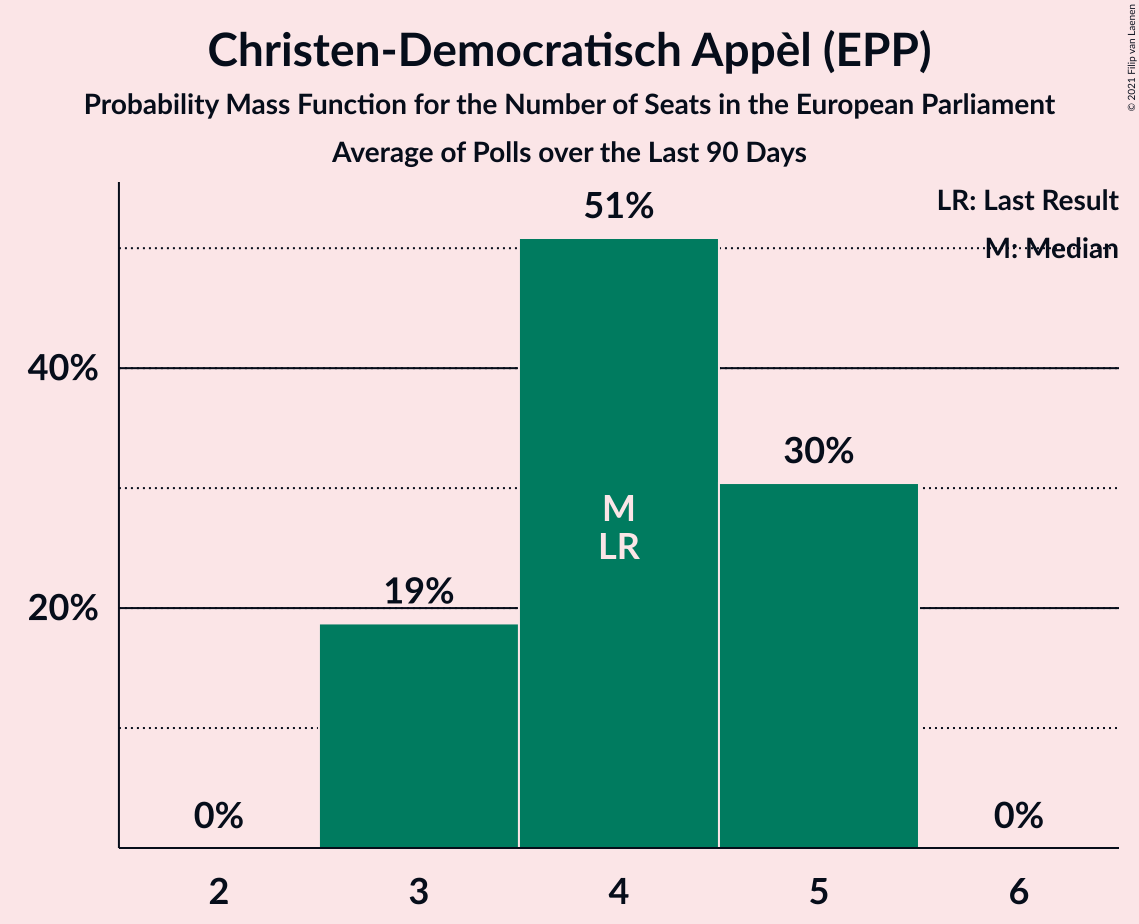 Christen-Democratisch Appèl (EPP)
Probability Mass Function for the Number of Seats in the European Parliament
Average of Polls over the Last 90 Days
© 2021 Filip van Laenen
LR: Last Result
M: Median
51%
40%
30%
M
LR
19%
20%
0%
0%
2
3
4
5
6